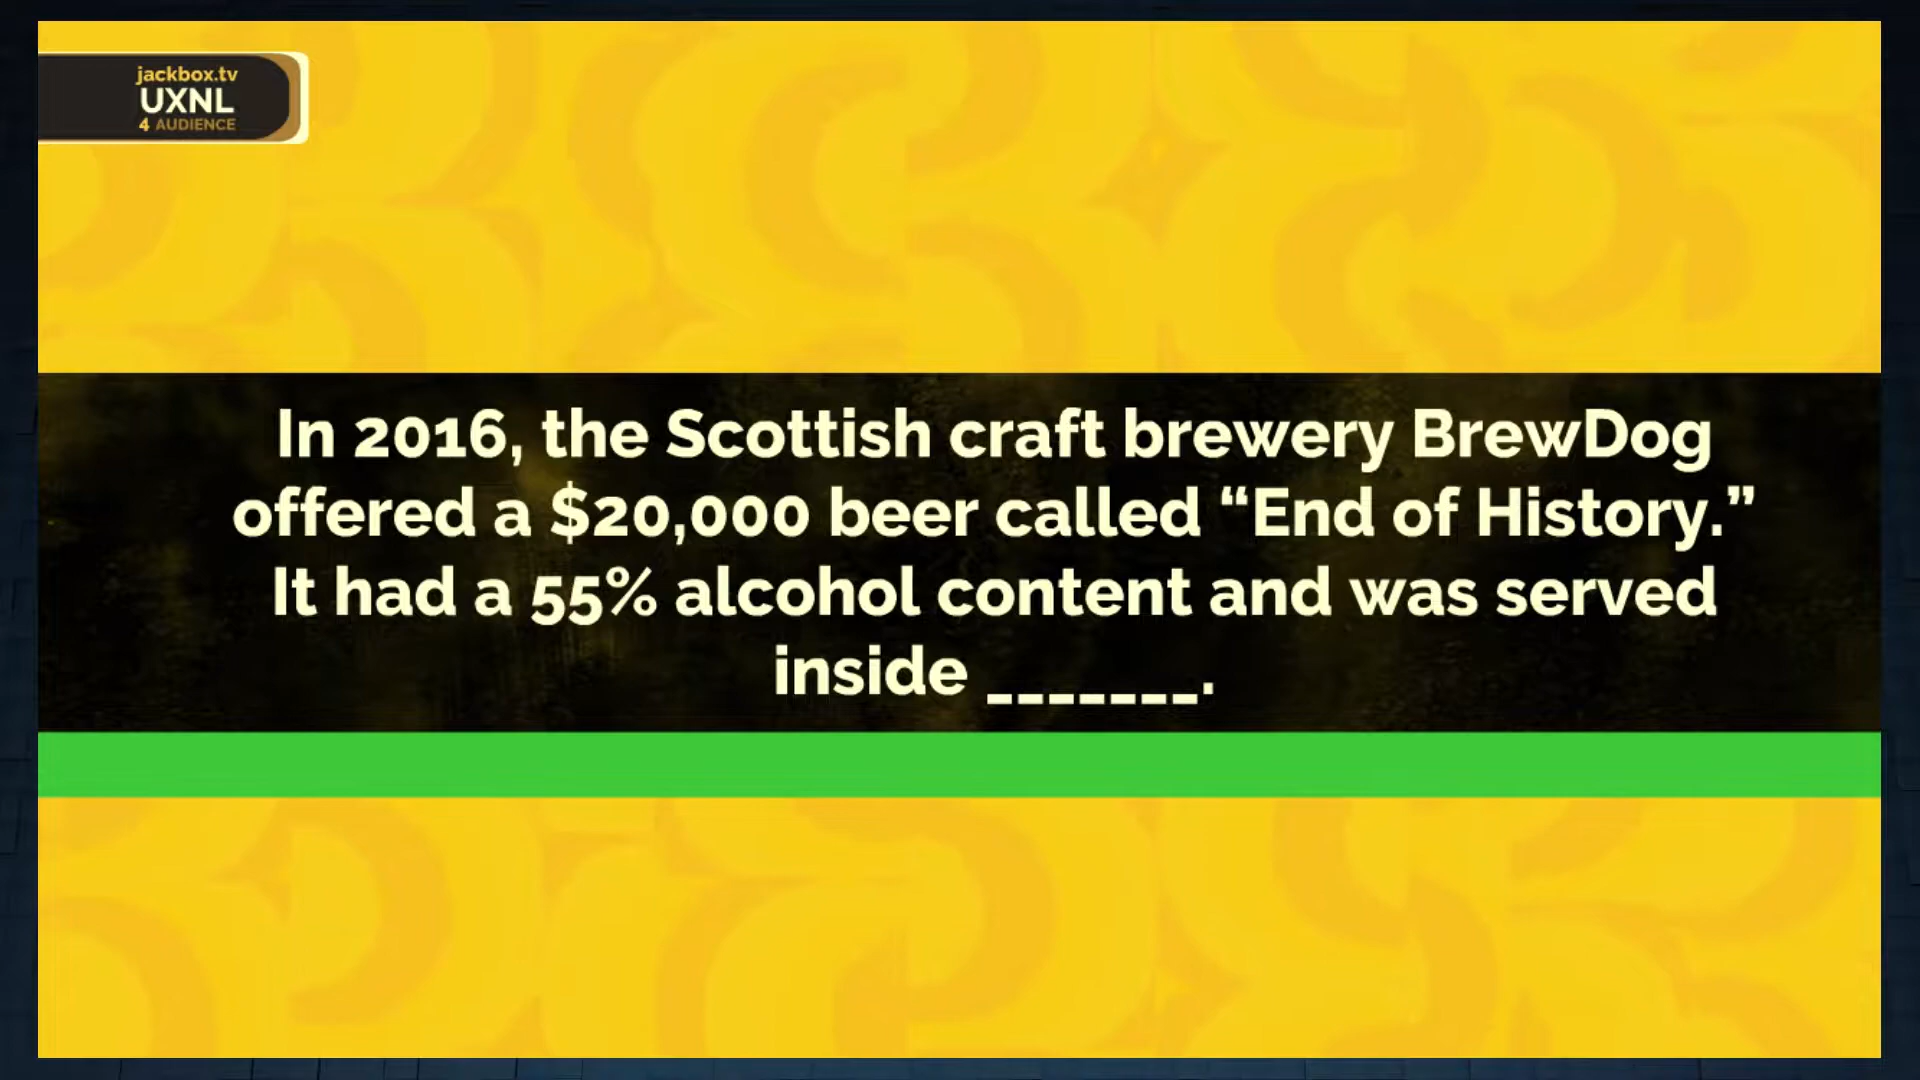 jackbox.tv
UXNL
4 AUDIENCE
In 2016, the Scottish craft brewery BrewDog
offered a $20,000 beer called “End of History.”
It had a 55% alcohol content and was served
inside _______.